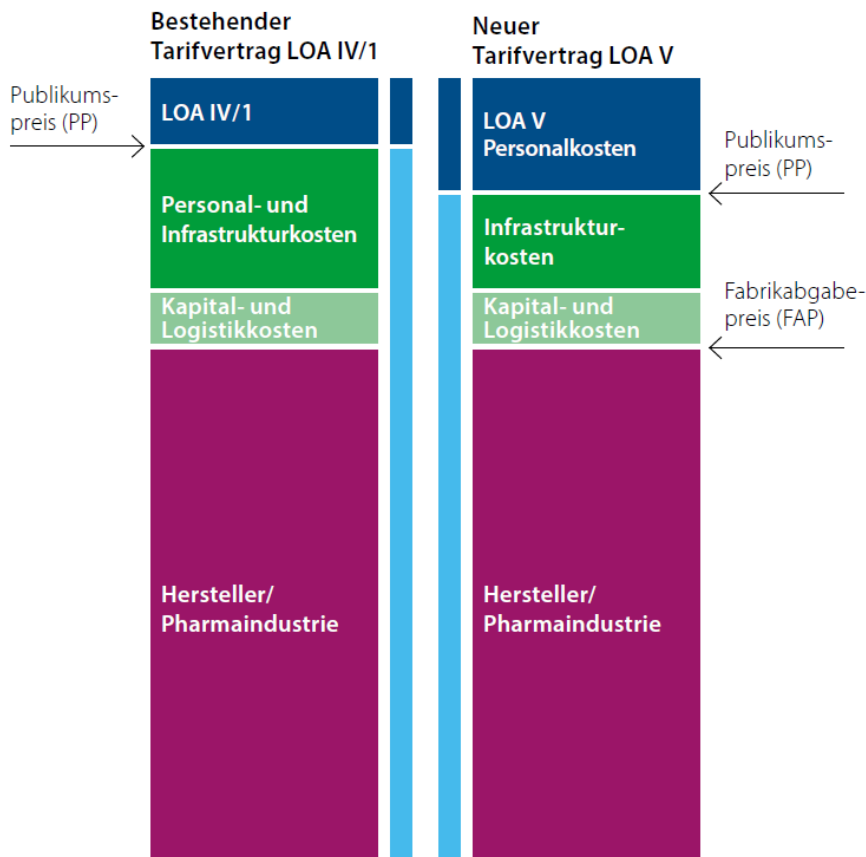 Bestehender
Tarifvertrag LOA IV/1
Neuer
Tarifvertrag LOA V
Publikums-
preis (PP)
LOA IV/1
Personal- und
Infrastrukturkosten
Kapital- und
Logistikkosten
Hersteller/
Pharmaindustrie
LOA V
Personalkosten
Infrastruktur-
kosten
Kapital- und
Logistikkosten
Hersteller/
Pharmaindustrie
Publikums-
preis (PP)
Fabrikabgabe-
preis (FAP)